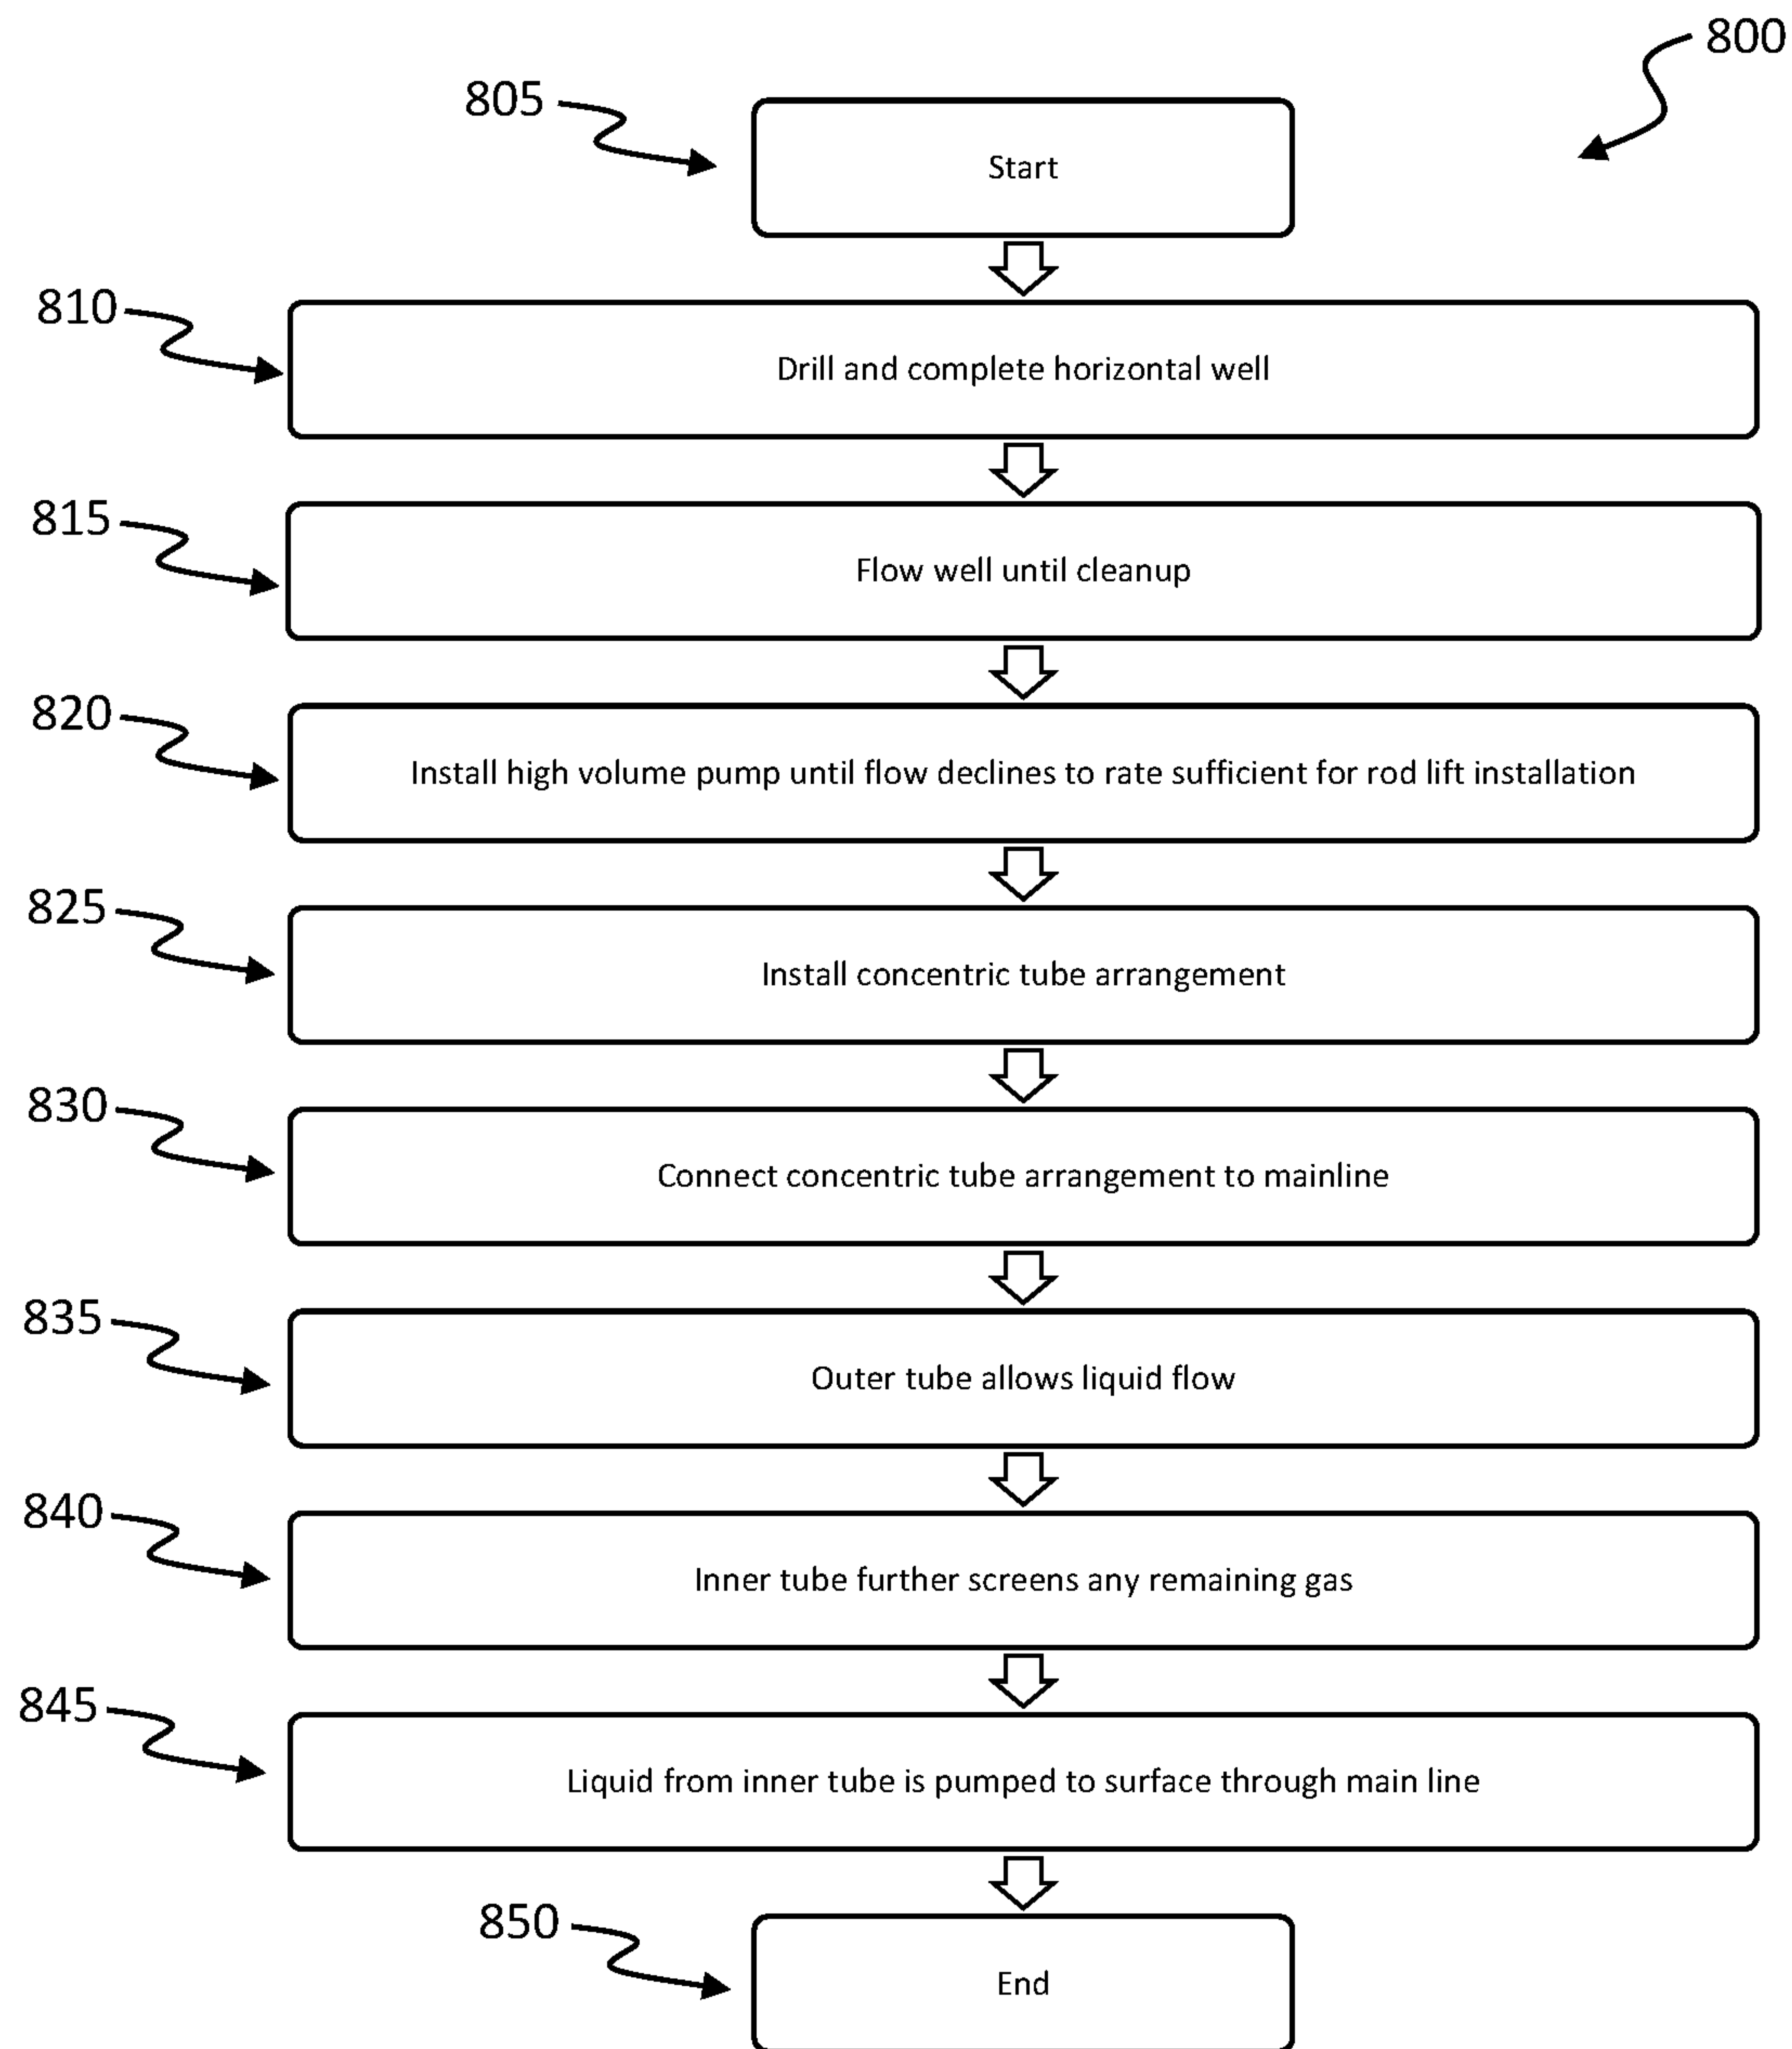 800
805
Start
810
Drill and complete horizontal well
815
Flow well until cleanup
820
Install high volume pump until flow declines to rate sufficient for rod lift installation
825
Install concentric tube arrangement
830
Connect concentric tube arrangement to mainline
835
Outer tube allows liquid flow
840
Inner tube further screens any remaining gas
845
Liquid from inner tube is pumped to surface through main line
850
End